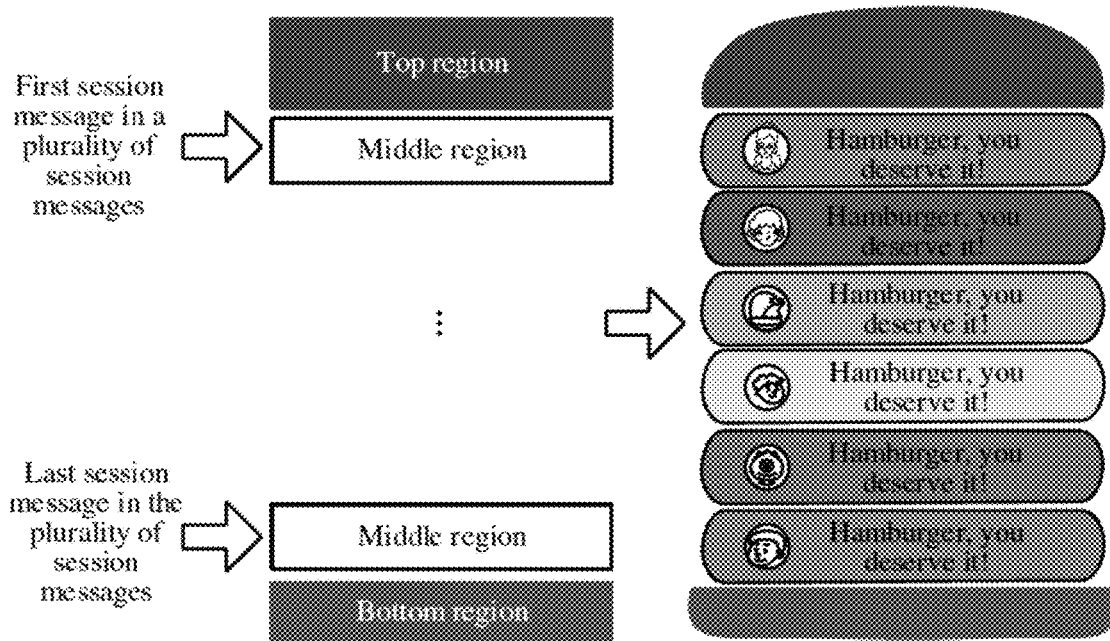 First session
message in a
plurality of
session
messages
Top region
Middle region
Last session
message in the
plurality of
session
messages
Middle region
Bottom region
Hamburger, you
deserve it!
Hamburger, you
deserve it!
Hamburger, you
deserve it!
Hamburger, you
deserve it!
Hamburger, you
deserve it!
Hamburger, you
deserve it!